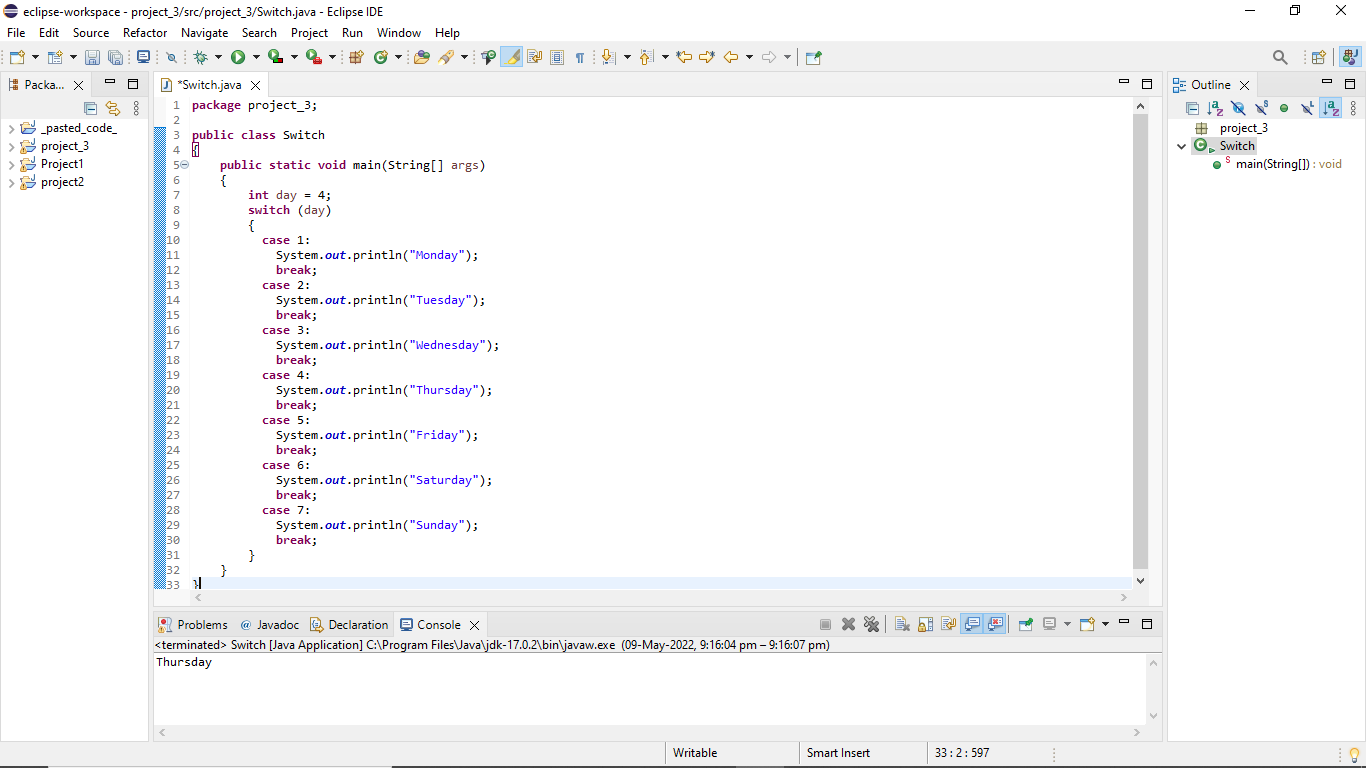 eclipse-workspace - project_3/src/project_3/Switch.java - Eclipse IDE
File Edit Source Refactor Navigate Search Project Run Window Help
Packa...
_pasted_code_
project_3
Project1
project2
*Switch.java
1 package project_3;
2
3 public class Switch
4 {
5     public static void main(String[] args)
6     {
7         int day = 4;
8         switch (day)
9         {
10           case 1:
11             System.out.println("Monday");
12             break;
13           case 2:
14             System.out.println("Tuesday");
15             break;
16           case 3:
17             System.out.println("Wednesday");
18             break;
19           case 4:
20             System.out.println("Thursday");
21             break;
22           case 5:
23             System.out.println("Friday");
24             break;
25           case 6:
26             System.out.println("Saturday");
27             break;
28           case 7:
29             System.out.println("Sunday");
30             break;
31         }
32     }
33 }
Outline
project_3
Switch
main(String[]) : void
Problems Javadoc Declaration Console
<terminated> Switch [Java Application] C:\Program Files\Java\jdk-17.0.2\bin\javaw.exe (09-May-2022, 9:16:04 pm – 9:16:07 pm)
Thursday
Writable Smart Insert 33 : 2 : 597